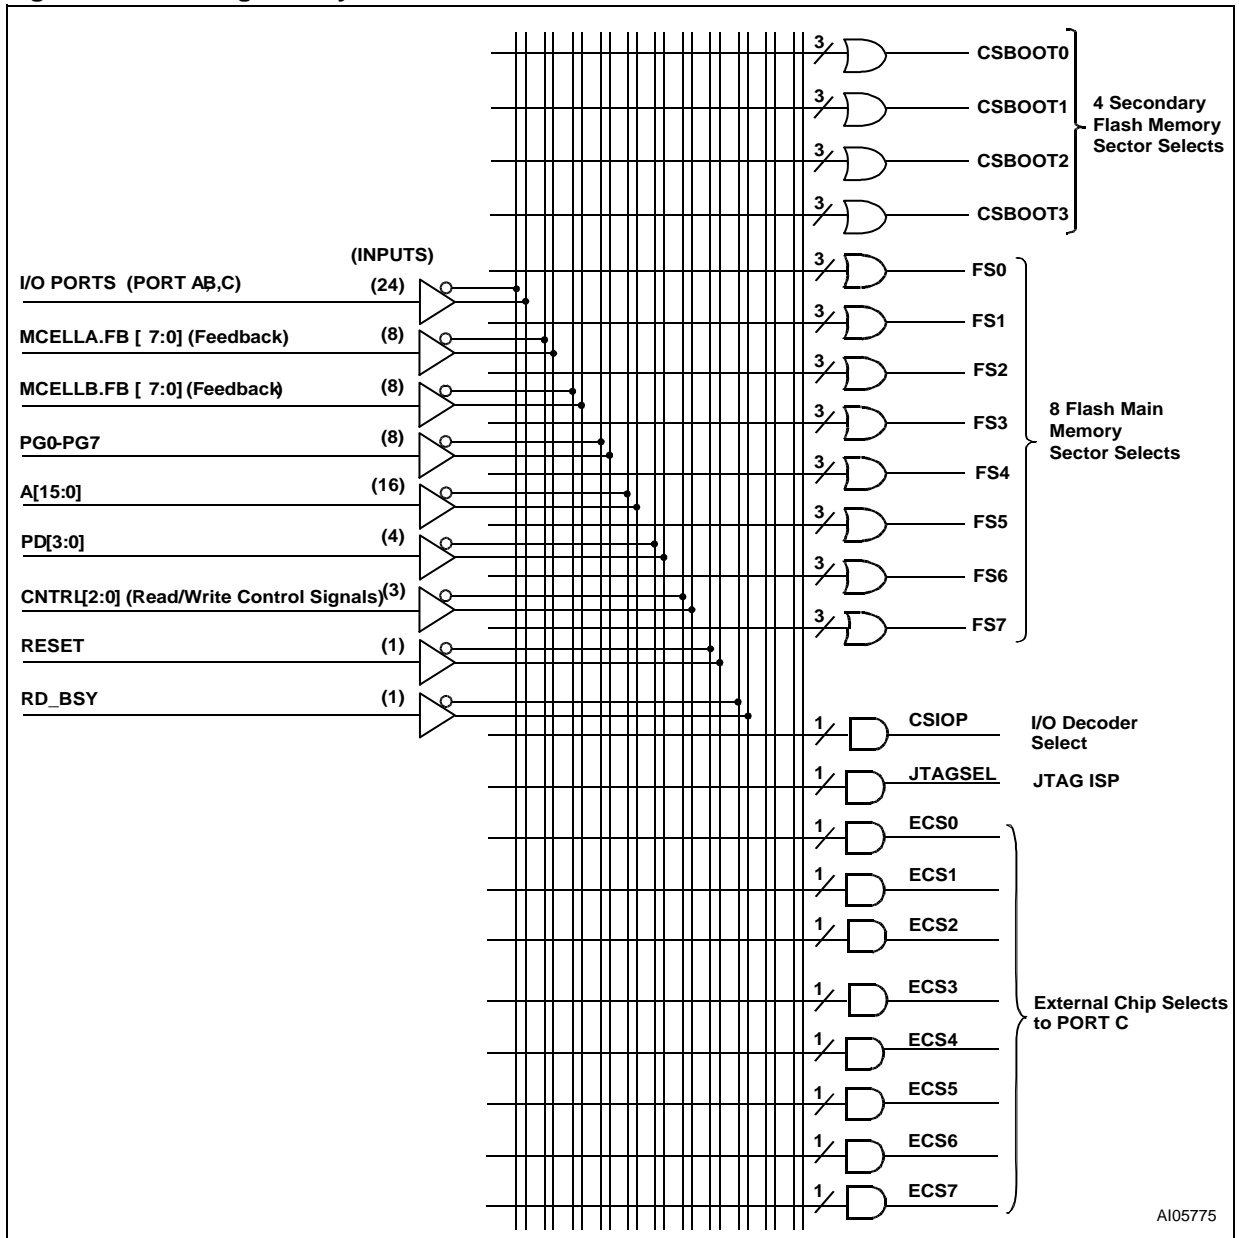 3
CSBOOT0
3
CSBOOT1
4 Secondary
Flash Memory
Sector Selects
3
CSBOOT2
3
CSBOOT3
(INPUTS)
I/O PORTS (PORT A,B,C)
(24)
MCELLA.FB [ 7:0] (Feedback)
(8)
MCELLB.FB [ 7:0] (Feedback)
(8)
PG0-PG7
(8)
A[15:0]
(16)
PD[3:0]
(4)
CNTRL[2:0] (Read/Write Control Signals)
(3)
RESET
(1)
RD_BSY
(1)
3
FS0
3
FS1
3
FS2
3
FS3
3
FS4
3
FS5
3
FS6
3
FS7
8 Flash Main
Memory
Sector Selects
1
CSIOP
I/O Decoder
Select
1
JTAGSEL
JTAG ISP
1
ECS0
1
ECS1
1
ECS2
1
ECS3
1
ECS4
1
ECS5
1
ECS6
1
ECS7
External Chip Selects
to PORT C
AI05775